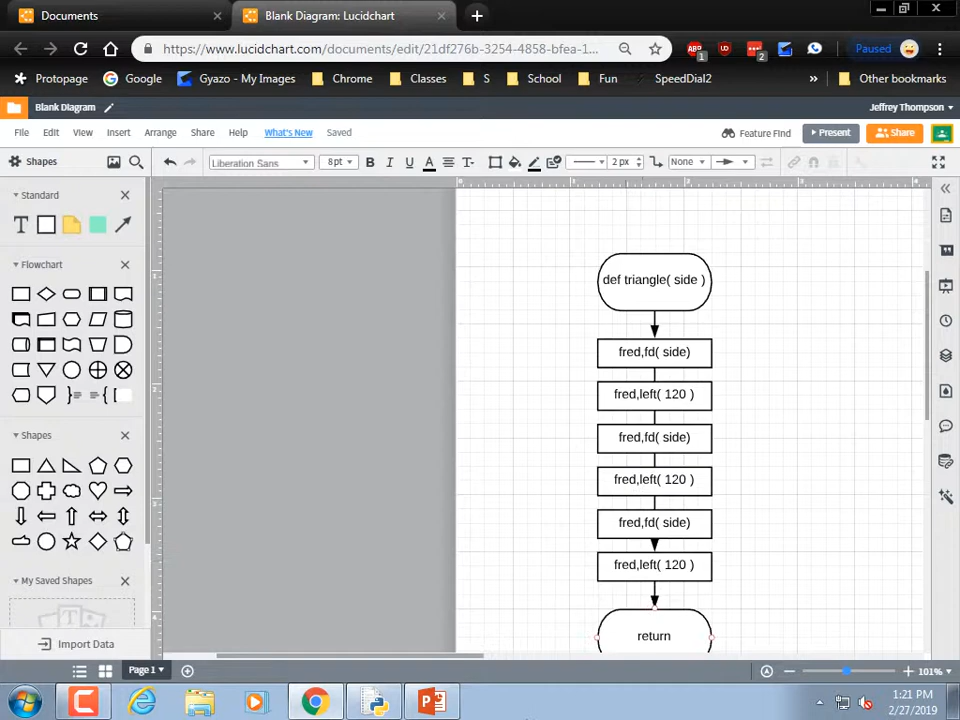 Documents
Blank Diagram: Lucidchart
https://www.lucidchart.com/documents/edit/21df276b-3254-4858-bfea-1...
ABP
1
2
Paused
Protopage
Google
Gyazo - My Images
Chrome
Classes
S
School
Fun
SpeedDial2
»
Other bookmarks
Blank Diagram
Jeffrey Thompson
File
Edit
View
Insert
Arrange
Share
Help
What's New
Saved
Feature Find
Present
Share
Shapes
Liberation Sans
8pt
B
I
U
A
T
2 px
None
Standard
T
Flowchart
Shapes
My Saved Shapes
Import Data
def triangle( side )
fred,fd( side)
fred,left( 120 )
fred,fd( side)
fred,left( 120 )
fred,fd( side)
fred,left( 120 )
return
Page 1
101%
1:21 PM
2/27/2019